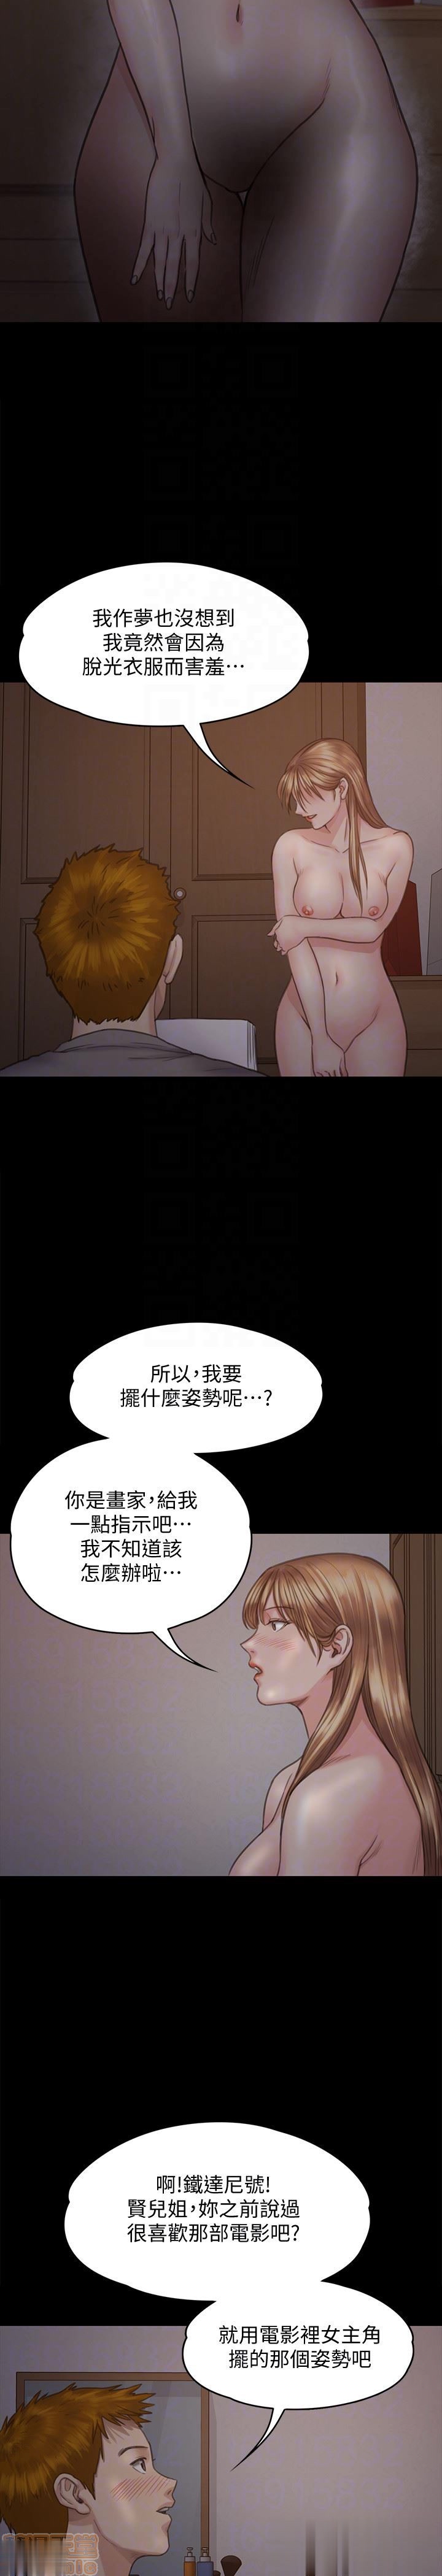 我作夢也沒想到
我竟然會因為
脫光衣服而害羞⋯
所以,我要
擺什麼姿勢呢⋯?
你是畫家,給我
一點指示吧⋯
我不知道該
怎麼辦啦⋯
啊!鐵達尼號!
賢兒姐,妳之前說過
很喜歡那部電影吧?
就用電影裡女主角
擺的那個姿勢吧